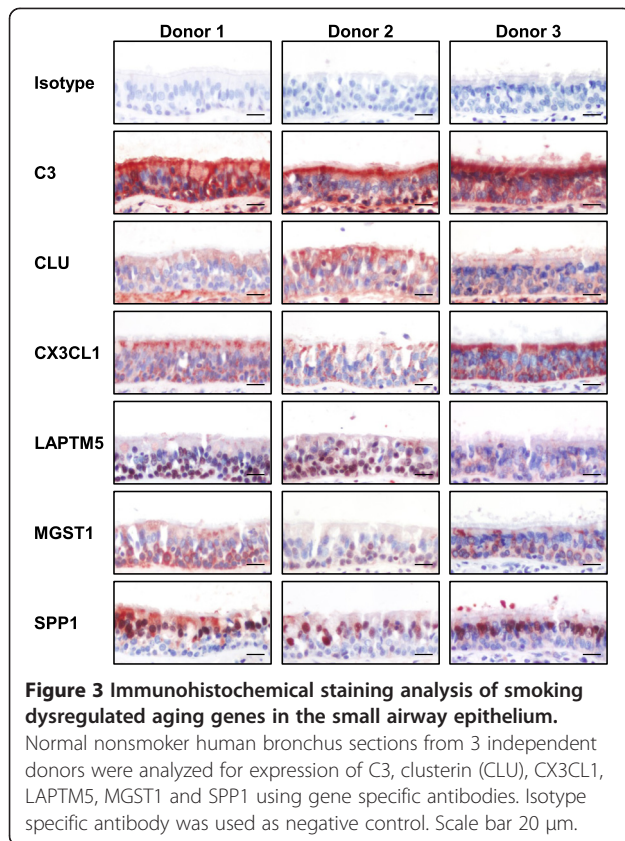 Donor 1 Donor 2 Donor 3
Isotype
C3
CLU
CX3CL1
LAPTM5
MGST1
SPP1
Figure 3 Immunohistochemical staining analysis of smoking
dysregulated aging genes in the small airway epithelium.
Normal nonsmoker human bronchus sections from 3 independent
donors were analyzed for expression of C3, clusterin (CLU), CX3CL1,
LAPTM5, MGST1 and SPP1 using gene specific antibodies. Isotype
specific antibody was used as negative control. Scale bar 20 μm.